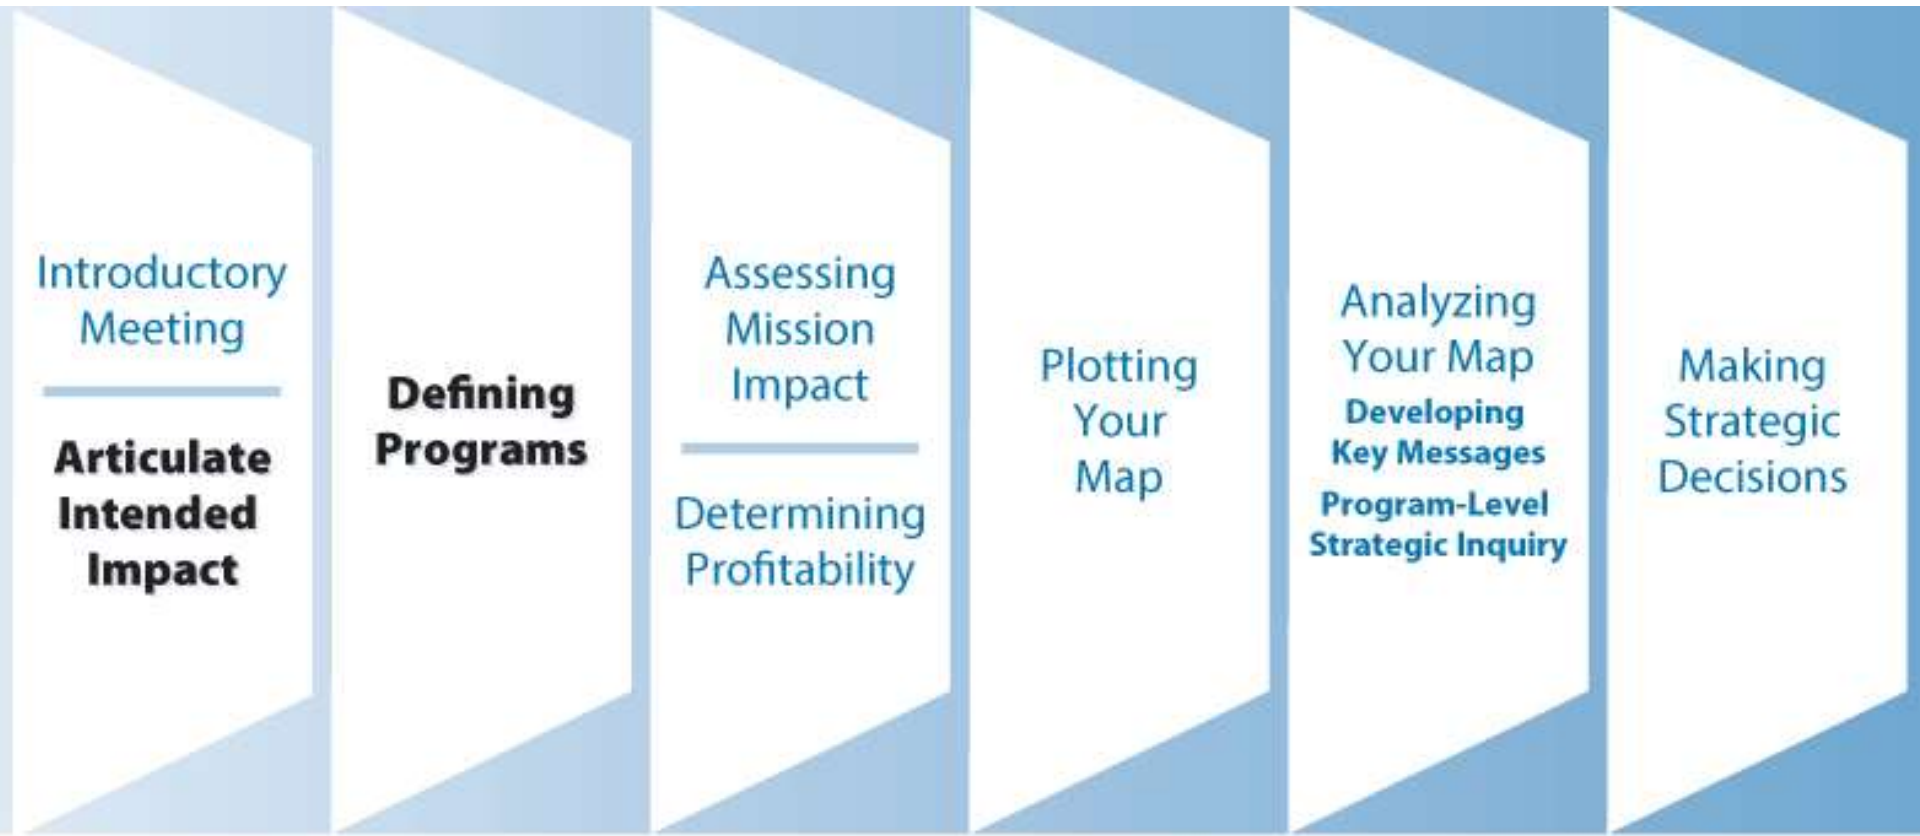 Introductory
Meeting
Articulate
Intended
Impact
Defining
Programs
Assessing
Mission
Impact
Determining
Profitability
Plotting
Your
Map
Analyzing
Your Map
Developing
Key Messages
Program-Level
Strategic Inquiry
Making
Strategic
Decisions